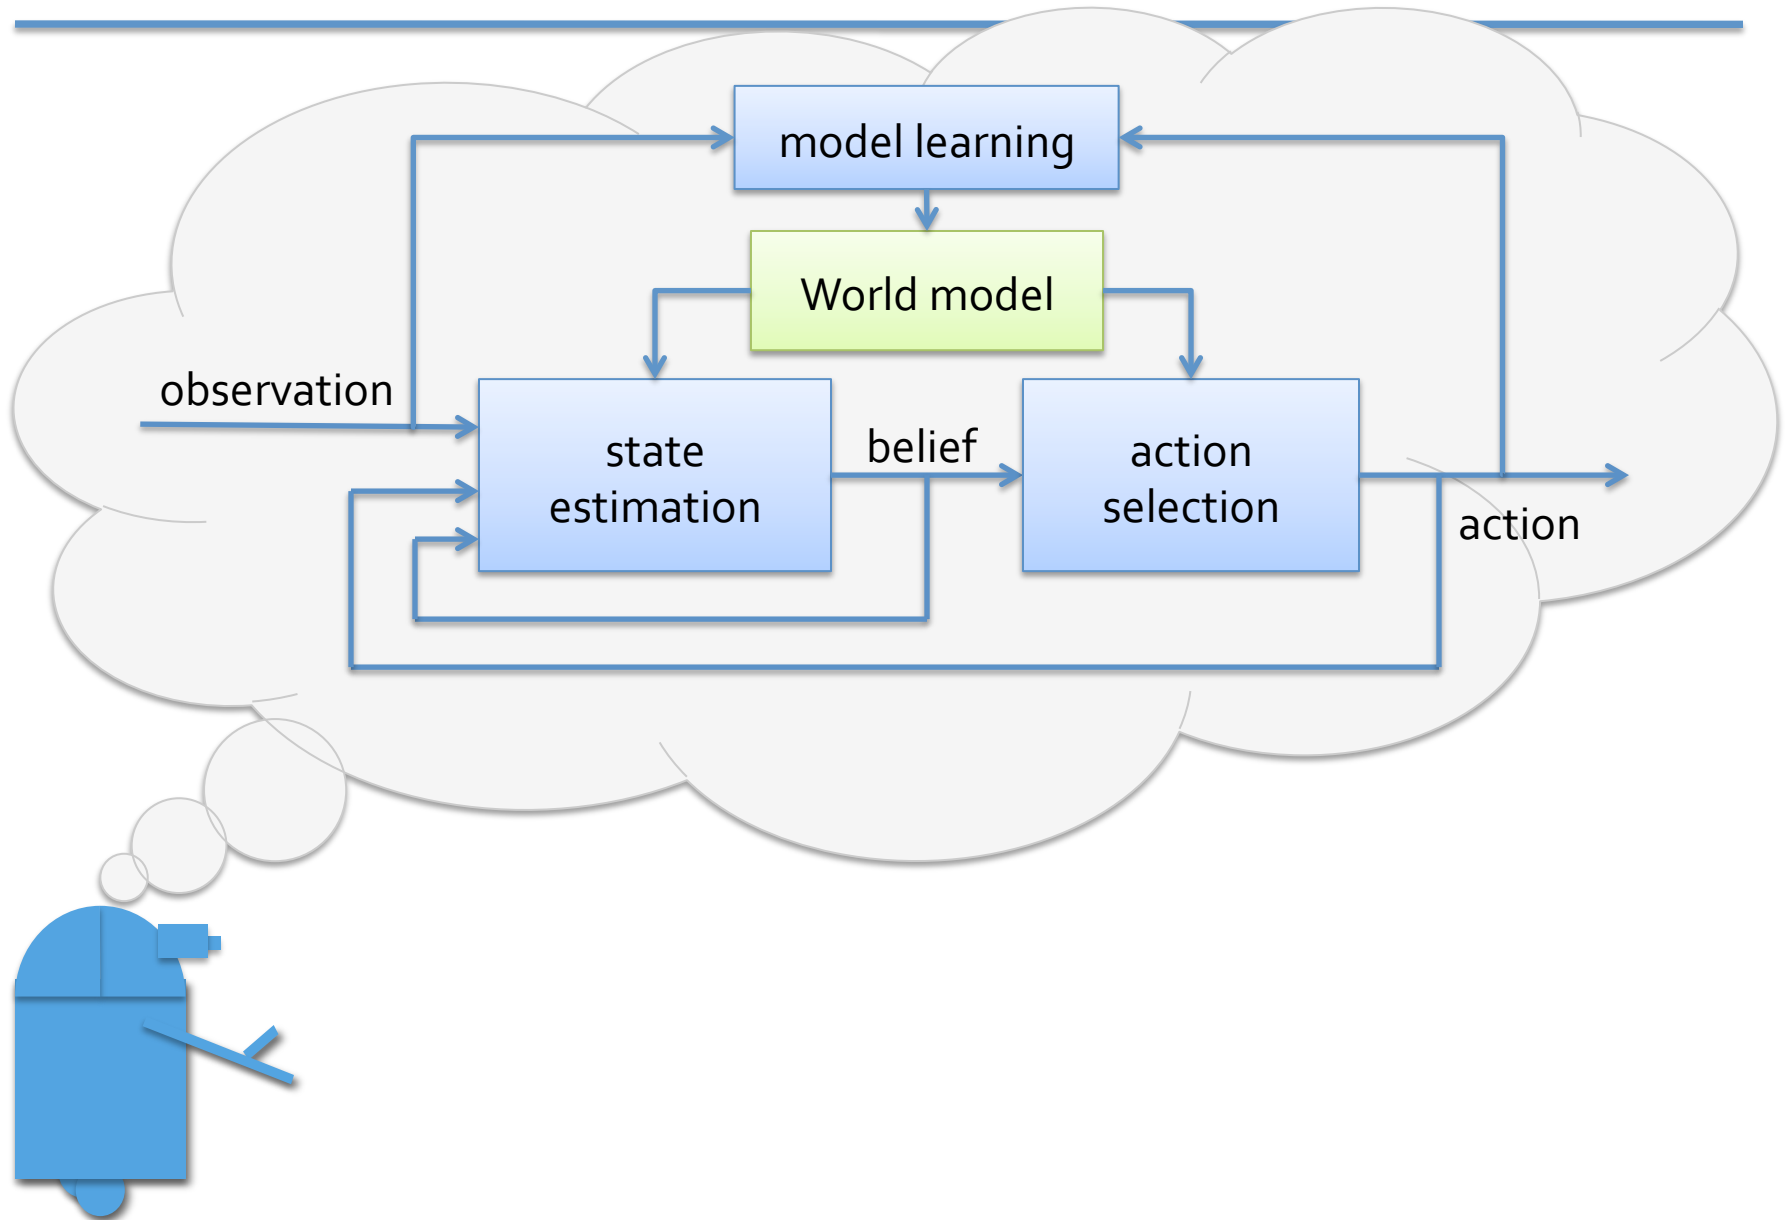 model learning
World model
observation
state
estimation
belief
action
selection
action